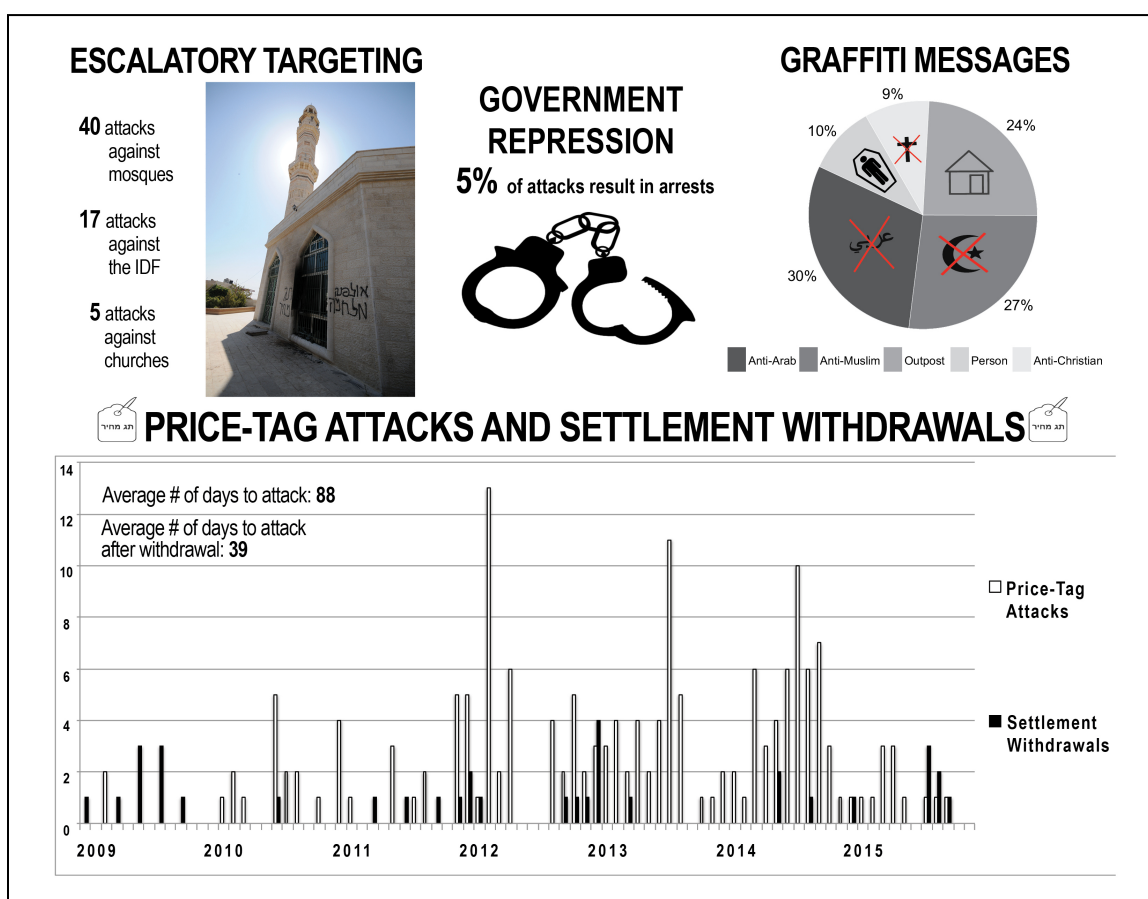 ESCALATORY TARGETING
40 attacks
against
mosques
17 attacks
against
the IDF
5 attacks
against
churches
מלחמה
GOVERNMENT
REPRESSION
5% of attacks result in arrests
GRAFFITI MESSAGES
9%
24%
10%
عربي
30%
27%
Anti-Arab Anti-Muslim Outpost Person Anti-Christian
תג מחיר PRICE-TAG ATTACKS AND SETTLEMENT WITHDRAWALS תג מחיר
Average # of days to attack: 88
Average # of days to attack
after withdrawal: 39
14
12
10
8
6
4
2
0
2009 2010 2011 2012 2013 2014 2015
Price-Tag
Attacks
Settlement
Withdrawals